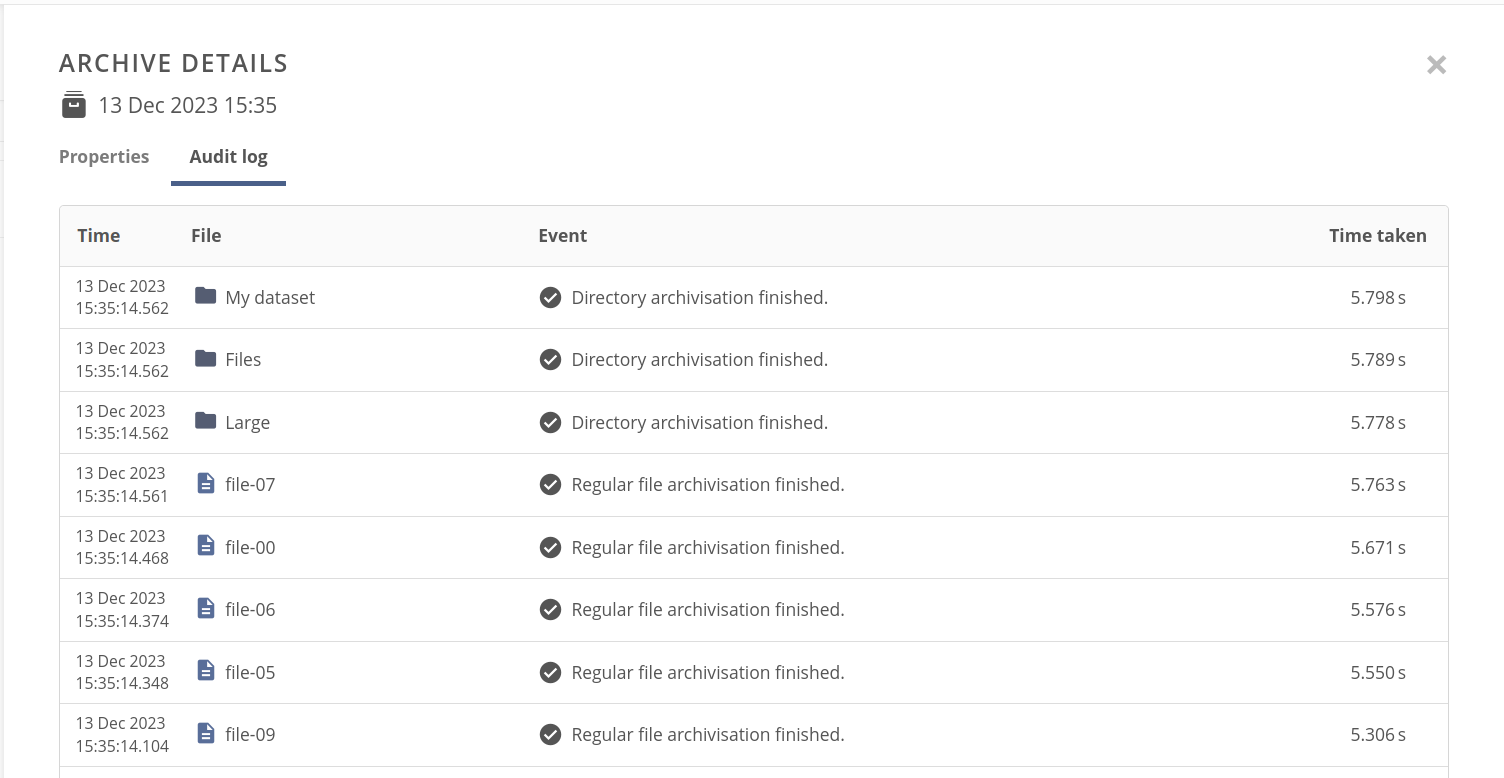 ARCHIVE DETAILS
13 Dec 2023 15:35
Properties Audit log
Time File Event Time taken
13 Dec 2023
15:35:14.562 My dataset Directory archivisation finished. 5.798 s
13 Dec 2023
15:35:14.562 Files Directory archivisation finished. 5.789 s
13 Dec 2023
15:35:14.562 Large Directory archivisation finished. 5.778 s
13 Dec 2023
15:35:14.561 file-07 Regular file archivisation finished. 5.763 s
13 Dec 2023
15:35:14.468 file-00 Regular file archivisation finished. 5.671 s
13 Dec 2023
15:35:14.374 file-06 Regular file archivisation finished. 5.576 s
13 Dec 2023
15:35:14.348 file-05 Regular file archivisation finished. 5.550 s
13 Dec 2023
15:35:14.104 file-09 Regular file archivisation finished. 5.306 s